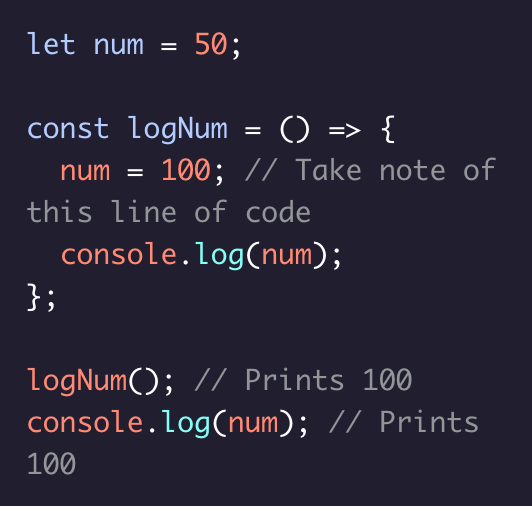 let num = 50;

const logNum = () => {
  num = 100; // Take note of
this line of code
  console.log(num);
};

logNum(); // Prints 100
console.log(num); // Prints
100